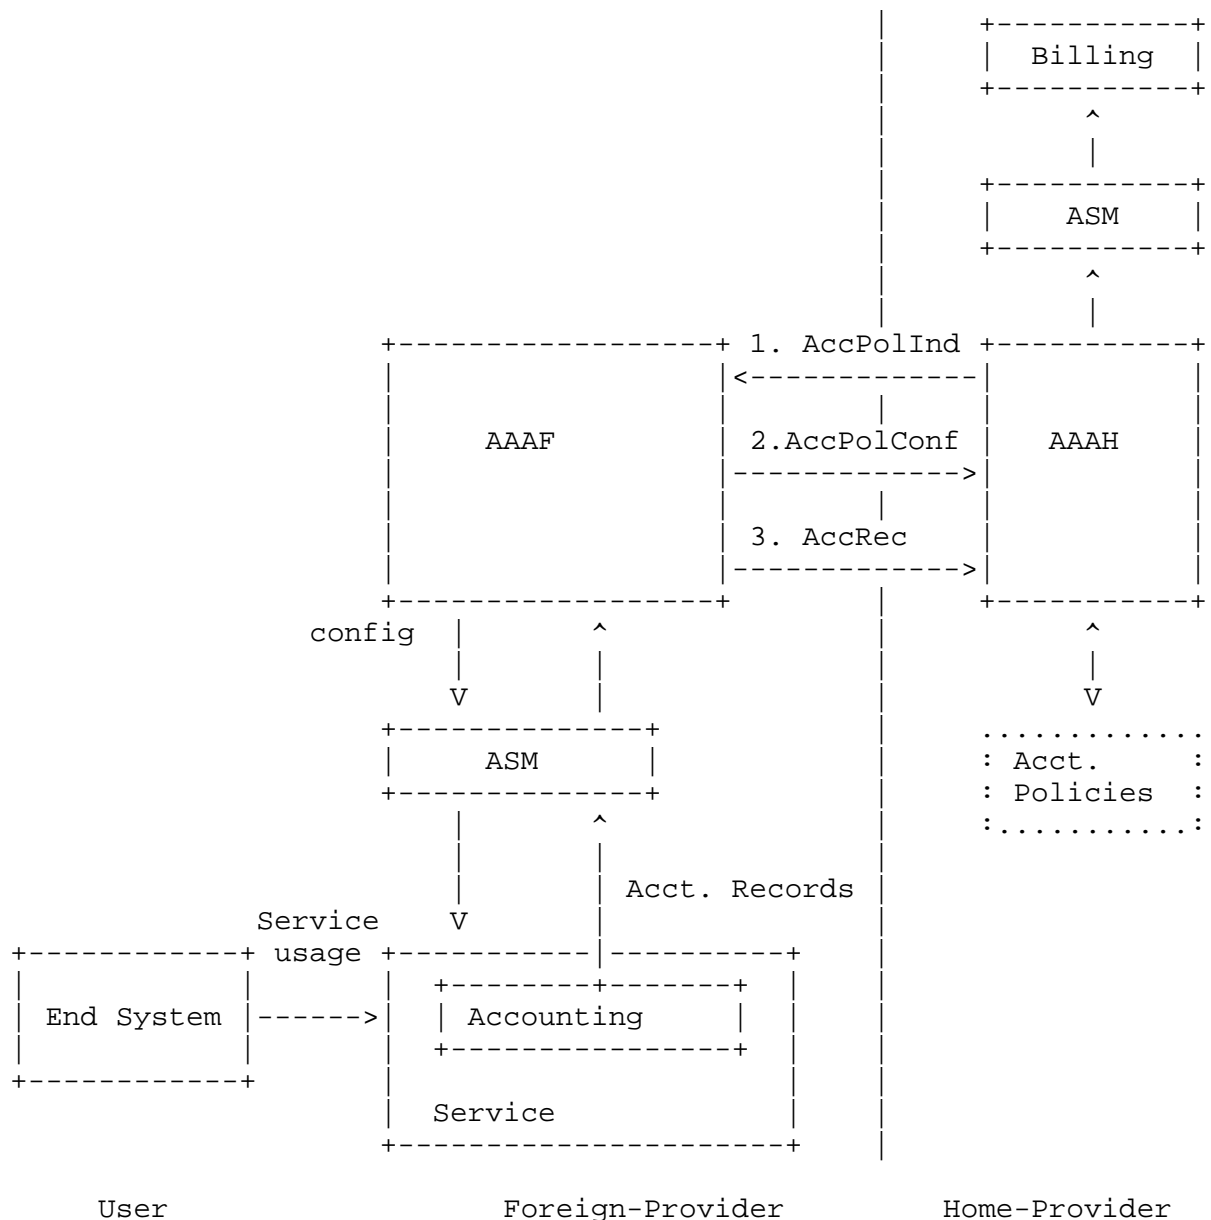 Billing
ASM
1. AccPolInd
AAAF
2.AccPolConf
AAAH
3. AccRec
config
V
V
ASM
Acct.
Policies
Acct. Records
Service
V
usage
End System
Accounting
Service
User
Foreign-Provider
Home-Provider